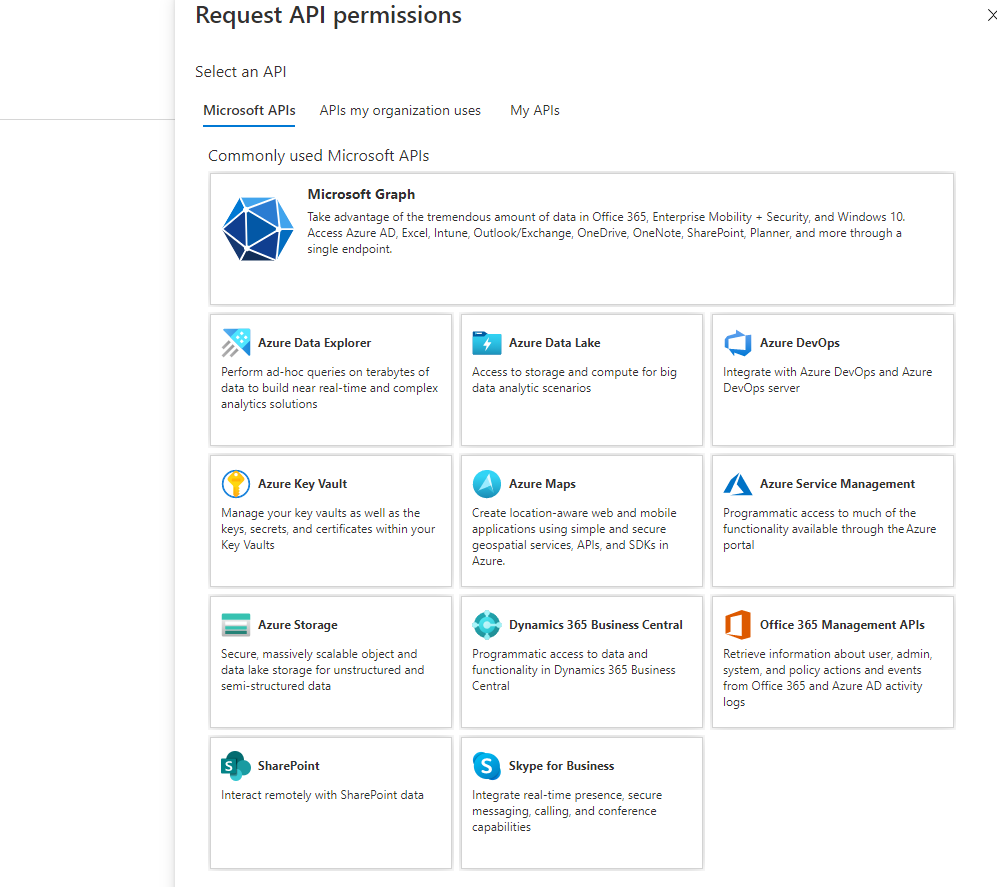 Request API permissions
Select an API
Microsoft APIs
APIs my organization uses
My APIs
Commonly used Microsoft APIs
Microsoft Graph
Take advantage of the tremendous amount of data in Office 365, Enterprise Mobility + Security, and Windows 10.
Access Azure AD, Excel, Intune, Outlook/Exchange, OneDrive, OneNote, SharePoint, Planner, and more through a
single endpoint.
Azure Data Explorer
Perform ad-hoc queries on terabytes of
data to build near real-time and complex
analytics solutions
Azure Data Lake
Access to storage and compute for big
data analytic scenarios
Azure DevOps
Integrate with Azure DevOps and Azure
DevOps server
Azure Key Vault
Manage your key vaults as well as the
keys, secrets, and certificates within your
Key Vaults
Azure Maps
Create location-aware web and mobile
applications using simple and secure
geospatial services, APIs, and SDKs in
Azure.
Azure Service Management
Programmatic access to much of the
functionality available through the Azure
portal
Azure Storage
Secure, massively scalable object and
data lake storage for unstructured and
semi-structured data
Dynamics 365 Business Central
Programmatic access to data and
functionality in Dynamics 365 Business
Central
Office 365 Management APIs
Retrieve information about user, admin,
system, and policy actions and events
from Office 365 and Azure AD activity
logs
SharePoint
Interact remotely with SharePoint data
Skype for Business
Integrate real-time presence, secure
messaging, calling, and conference
capabilities